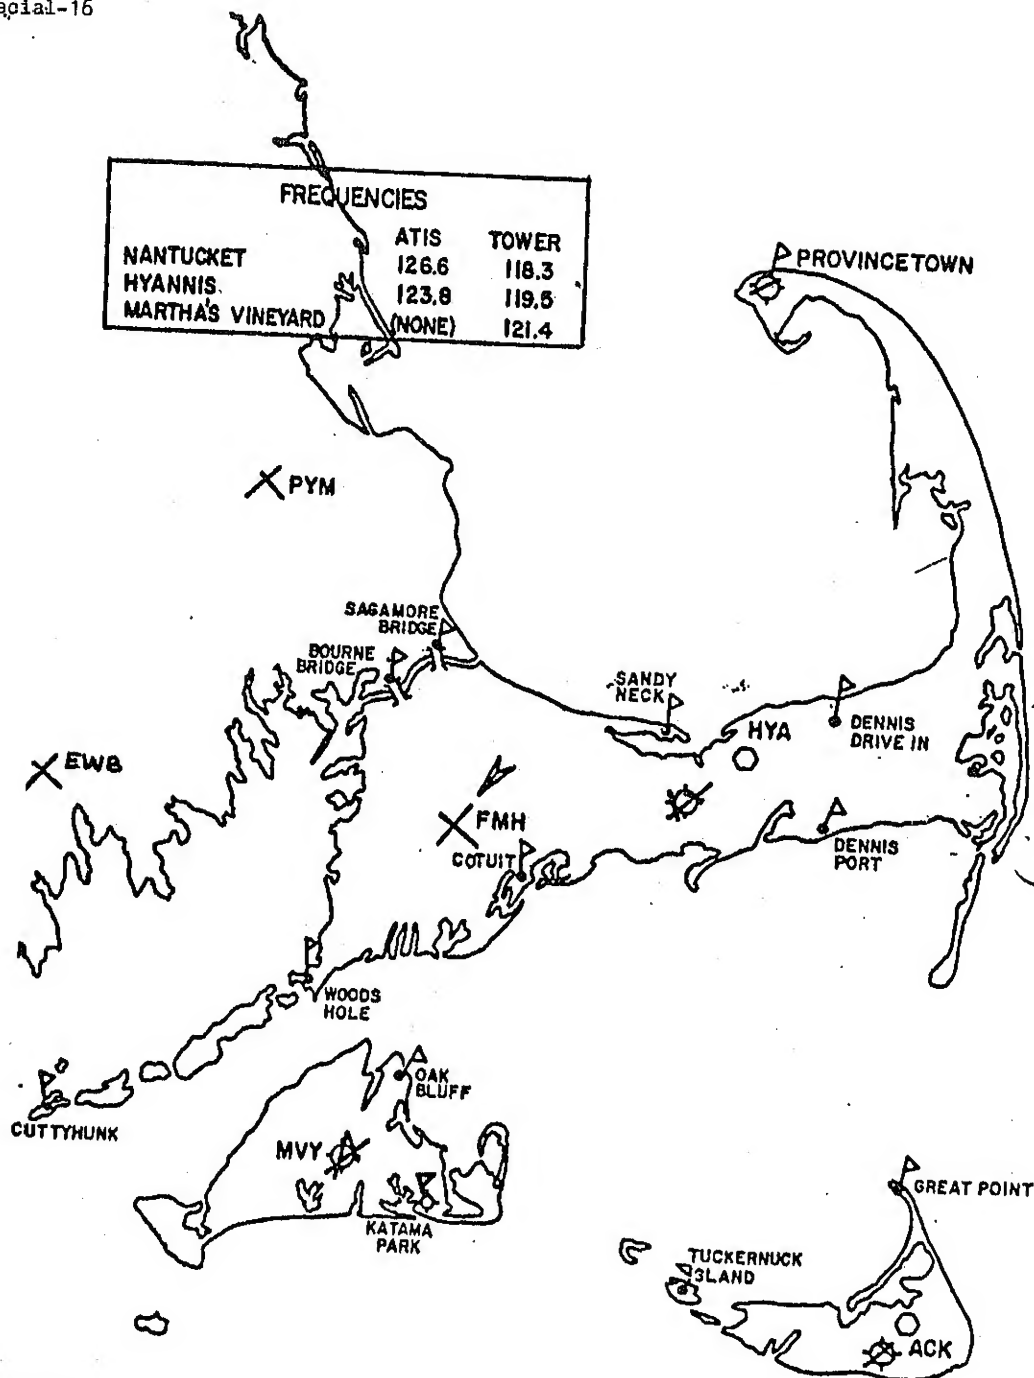 acial-16
FREQUENCIES
ATIS TOWER
NANTUCKET 126.6 118.3
HYANNIS. 123.8 119.5
MARTHA'S VINEYARD (NONE) 121.4
PROVINCETOWN
PYM
SAGAMORE
BRIDGE
BOURNE
BRIDGE
SANDY
NECK
HYA
DENNIS
DRIVE IN
EWB
FMH
COTUIT
DENNIS
PORT
WOODS
HOLE
OAK
BLUFF
CUTTYHUNK
MVY
KATAMA
PARK
GREAT POINT
TUCKERNUCK
ISLAND
ACK